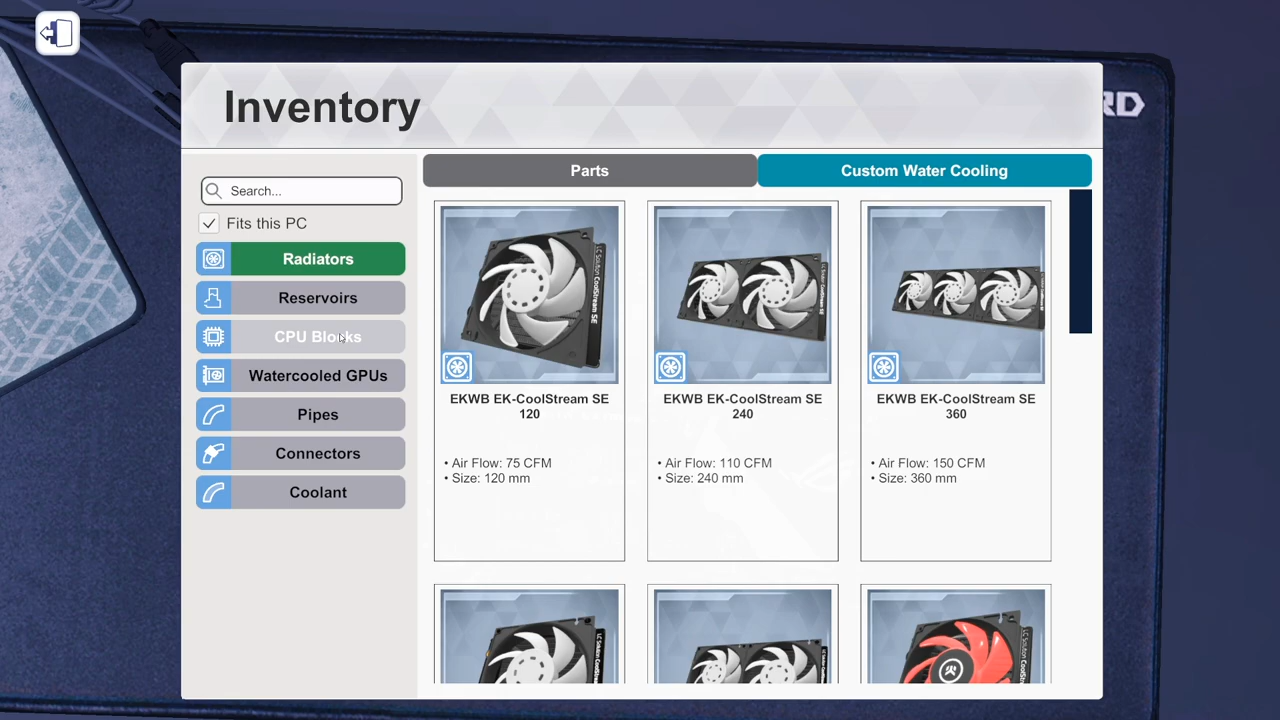 RD
Inventory
Parts
Custom Water Cooling
Search...
Fits this PC
Radiators
Reservoirs
CPU Blocks
Watercooled GPUs
Pipes
Connectors
Coolant
EKWB EK-CoolStream SE
120
• Air Flow: 75 CFM
• Size: 120 mm
EKWB EK-CoolStream SE
240
• Air Flow: 110 CFM
• Size: 240 mm
EKWB EK-CoolStream SE
360
• Air Flow: 150 CFM
• Size: 360 mm